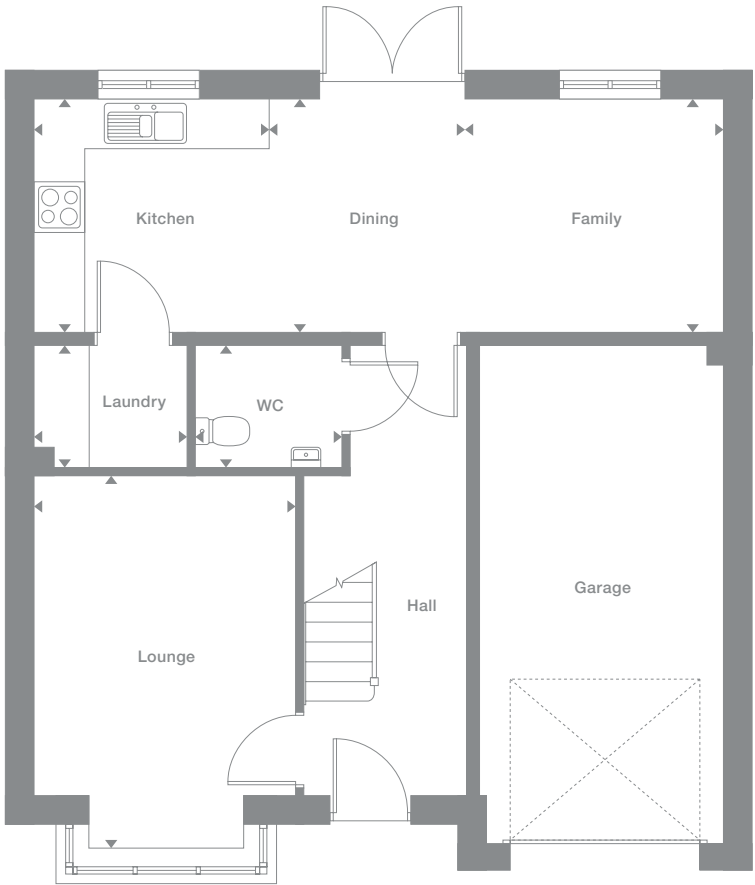 Kitchen
Dining
Family
Laundry
WC
Garage
Hall
Lounge